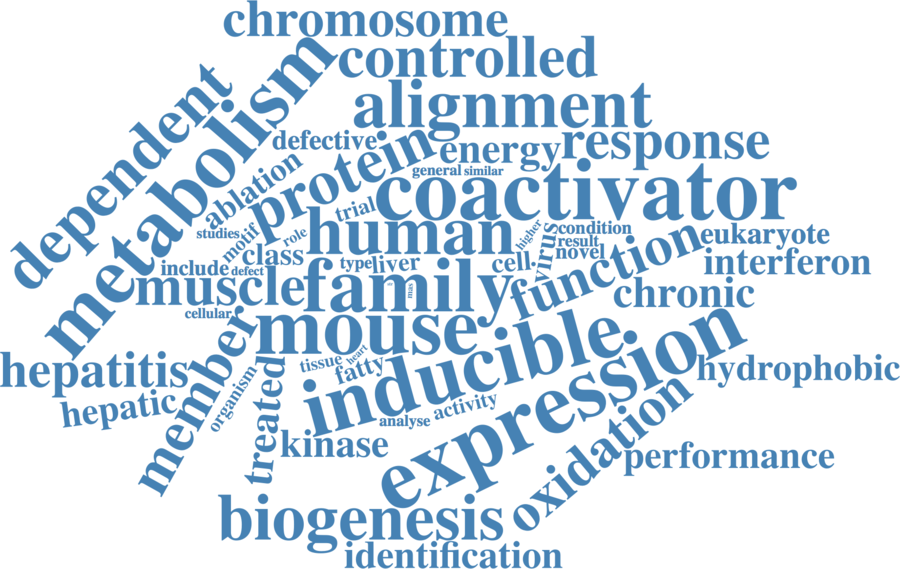 chromosome
controlled
metabolism
dependent
alignment
defective
protein
energy
response
ablation
general
similar
coactivator
trial
studies
motif
role
human
higher
condition
class
result
virus
novel
function
eukaryote
include
defect
type
liver
cell.
interferon
muscle
family
mas
chronic
cellular
mouse
member
inducible
expression
hepatitis
hepatic
organism
treated
tissue
heart
fatty
hydrophobic
analyse
activity
kinase
oxidation
performance
biogenesis
identification